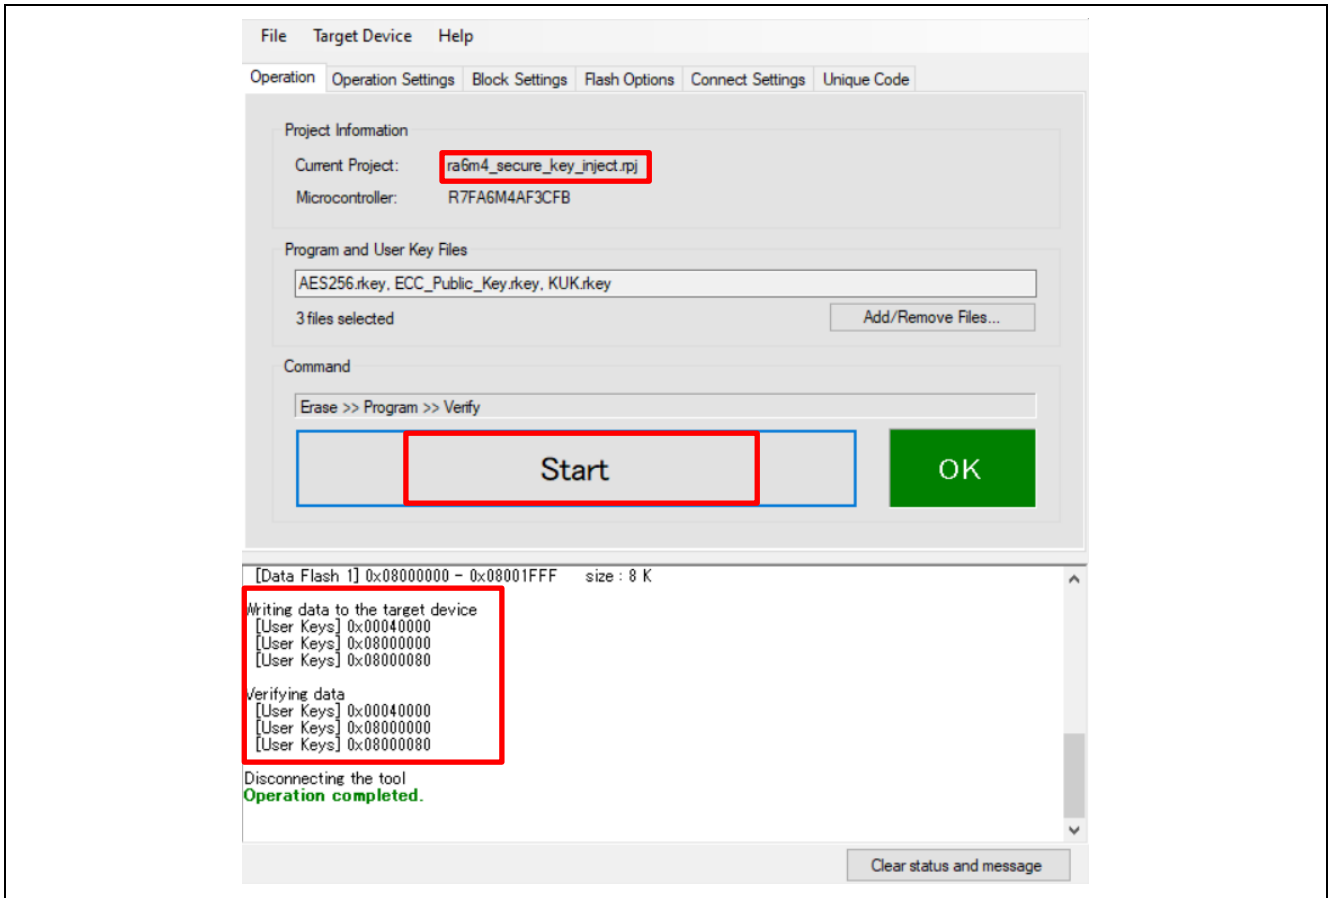 File Target Device Help
Operation Operation Settings Block Settings Flash Options Connect Settings Unique Code
Project Information
Current Project: ra6m4_secure_key_inject.rpj
Microcontroller: R7FA6M4AF3CFB
Program and User Key Files
AES256.rkey, ECC_Public_Key.rkey, KUK.rkey
3 files selected Add/Remove Files...
Command
Erase >> Program >> Verify
Start OK
[Data Flash 1] 0x08000000 - 0x08001FFF size : 8 K
Writing data to the target device
[User Keys] 0x00040000
[User Keys] 0x08000000
[User Keys] 0x08000080
Verifying data
[User Keys] 0x00040000
[User Keys] 0x08000000
[User Keys] 0x08000080
Disconnecting the tool
Operation completed.
Clear status and message